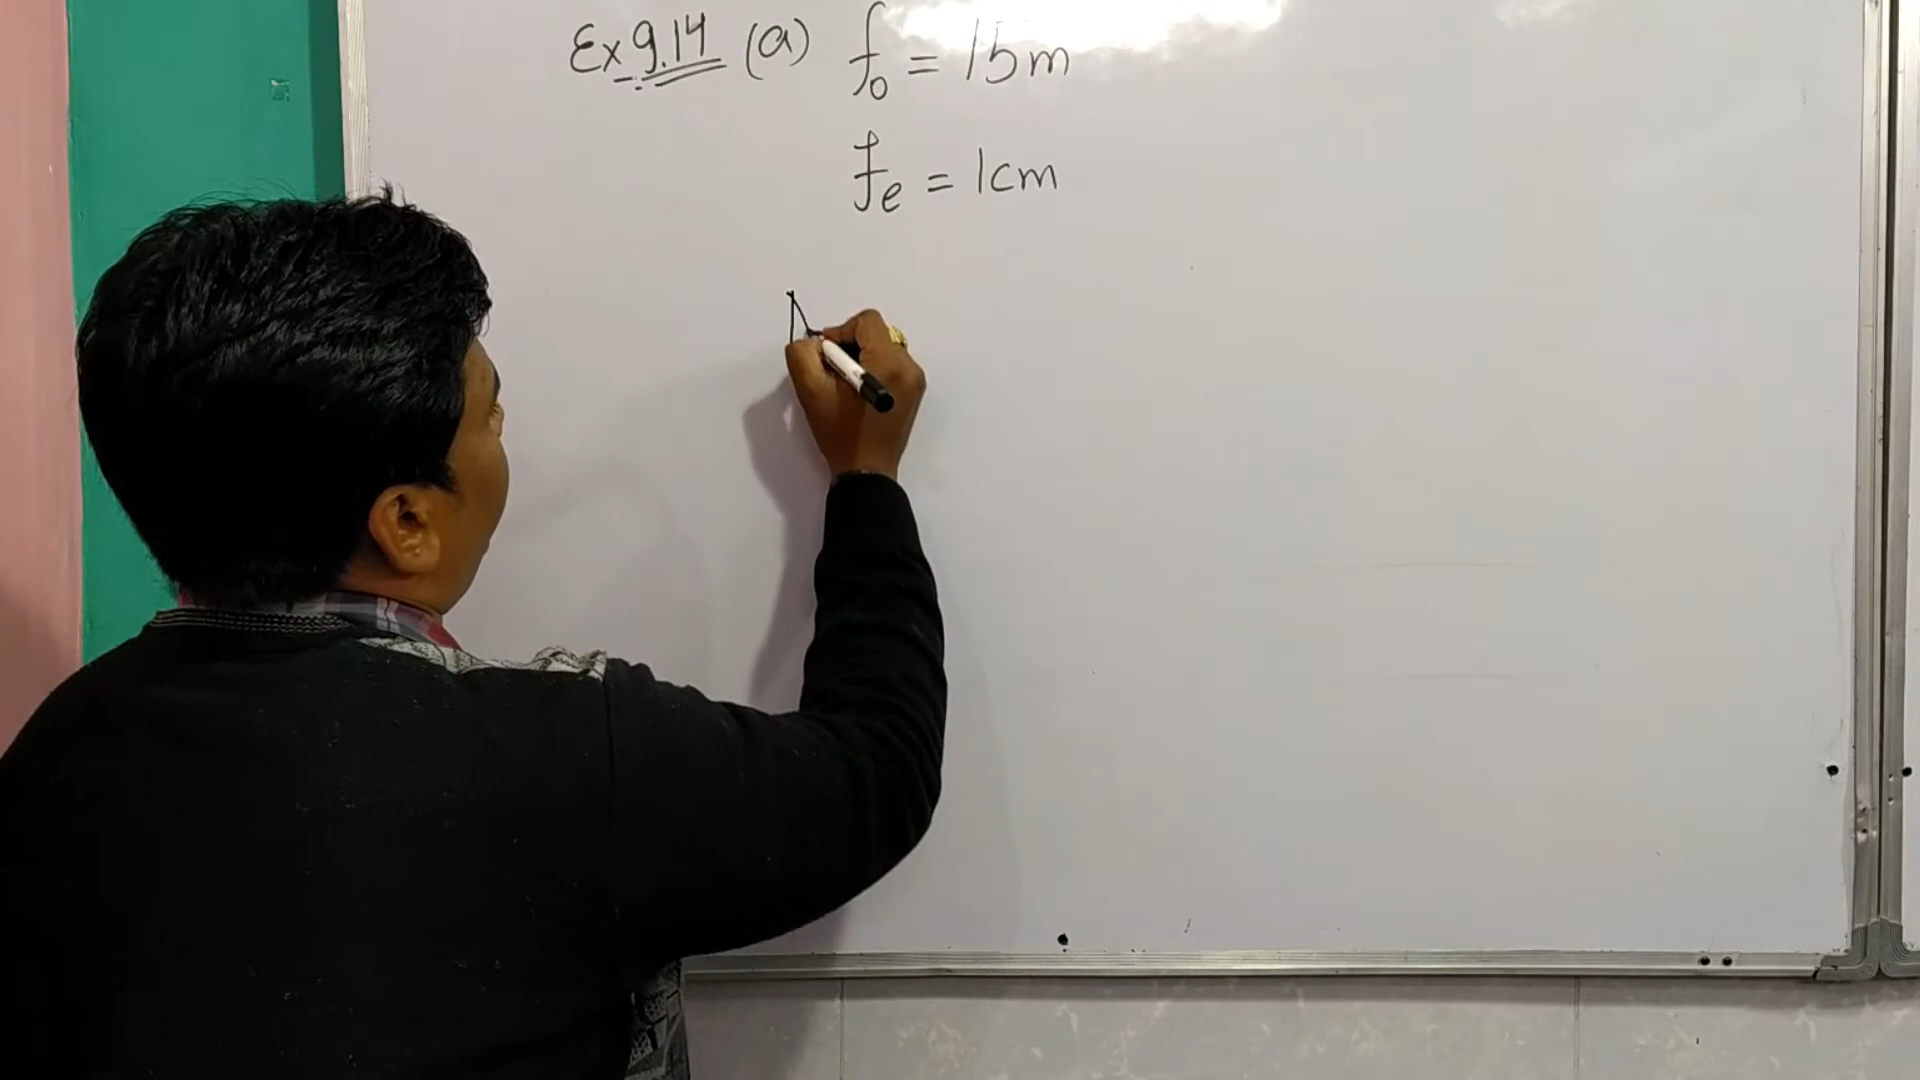 Ex 9.14 (a) f₀ = 15m
fe = 1cm